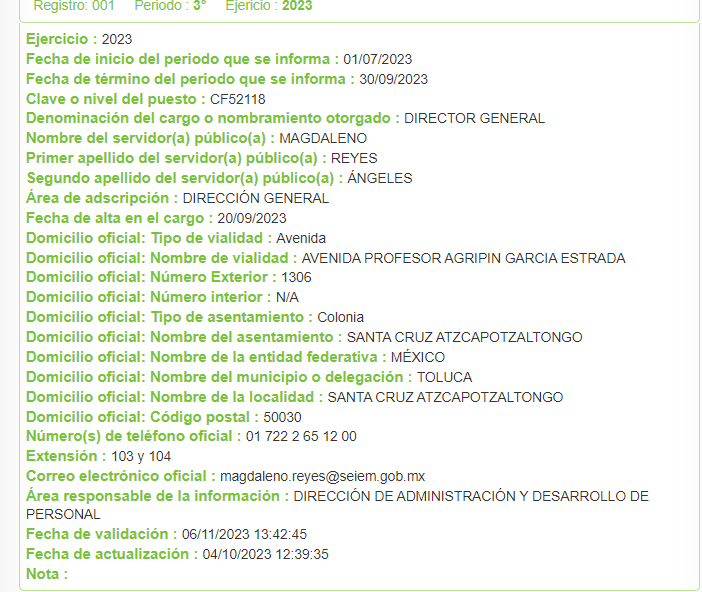 Registro: 001 Periodo : 3° Ejericio : 2023
Ejercicio : 2023
Fecha de inicio del periodo que se informa : 01/07/2023
Fecha de término del periodo que se informa : 30/09/2023
Clave o nivel del puesto : CF52118
Denominación del cargo o nombramiento otorgado : DIRECTOR GENERAL
Nombre del servidor(a) público(a) : MAGDALENO
Primer apellido del servidor(a) público(a) : REYES
Segundo apellido del servidor(a) público(a) : ÁNGELES
Área de adscripción : DIRECCIÓN GENERAL
Fecha de alta en el cargo : 20/09/2023
Domicilio oficial: Tipo de vialidad : Avenida
Domicilio oficial: Nombre de vialidad : AVENIDA PROFESOR AGRIPIN GARCIA ESTRADA
Domicilio oficial: Número Exterior : 1306
Domicilio oficial: Número interior : N/A
Domicilio oficial: Tipo de asentamiento : Colonia
Domicilio oficial: Nombre del asentamiento : SANTA CRUZ ATZCAPOTZALTONGO
Domicilio oficial: Nombre de la entidad federativa : MÉXICO
Domicilio oficial: Nombre del municipio o delegación : TOLUCA
Domicilio oficial: Nombre de la localidad : SANTA CRUZ ATZCAPOTZALTONGO
Domicilio oficial: Código postal : 50030
Número(s) de teléfono oficial : 01 722 2 65 12 00
Extensión : 103 y 104
Correo electrónico oficial : magdaleno.reyes@seiem.gob.mx
Área responsable de la información : DIRECCIÓN DE ADMINISTRACIÓN Y DESARROLLO DE
PERSONAL
Fecha de validación : 06/11/2023 13:42:45
Fecha de actualización : 04/10/2023 12:39:35
Nota :